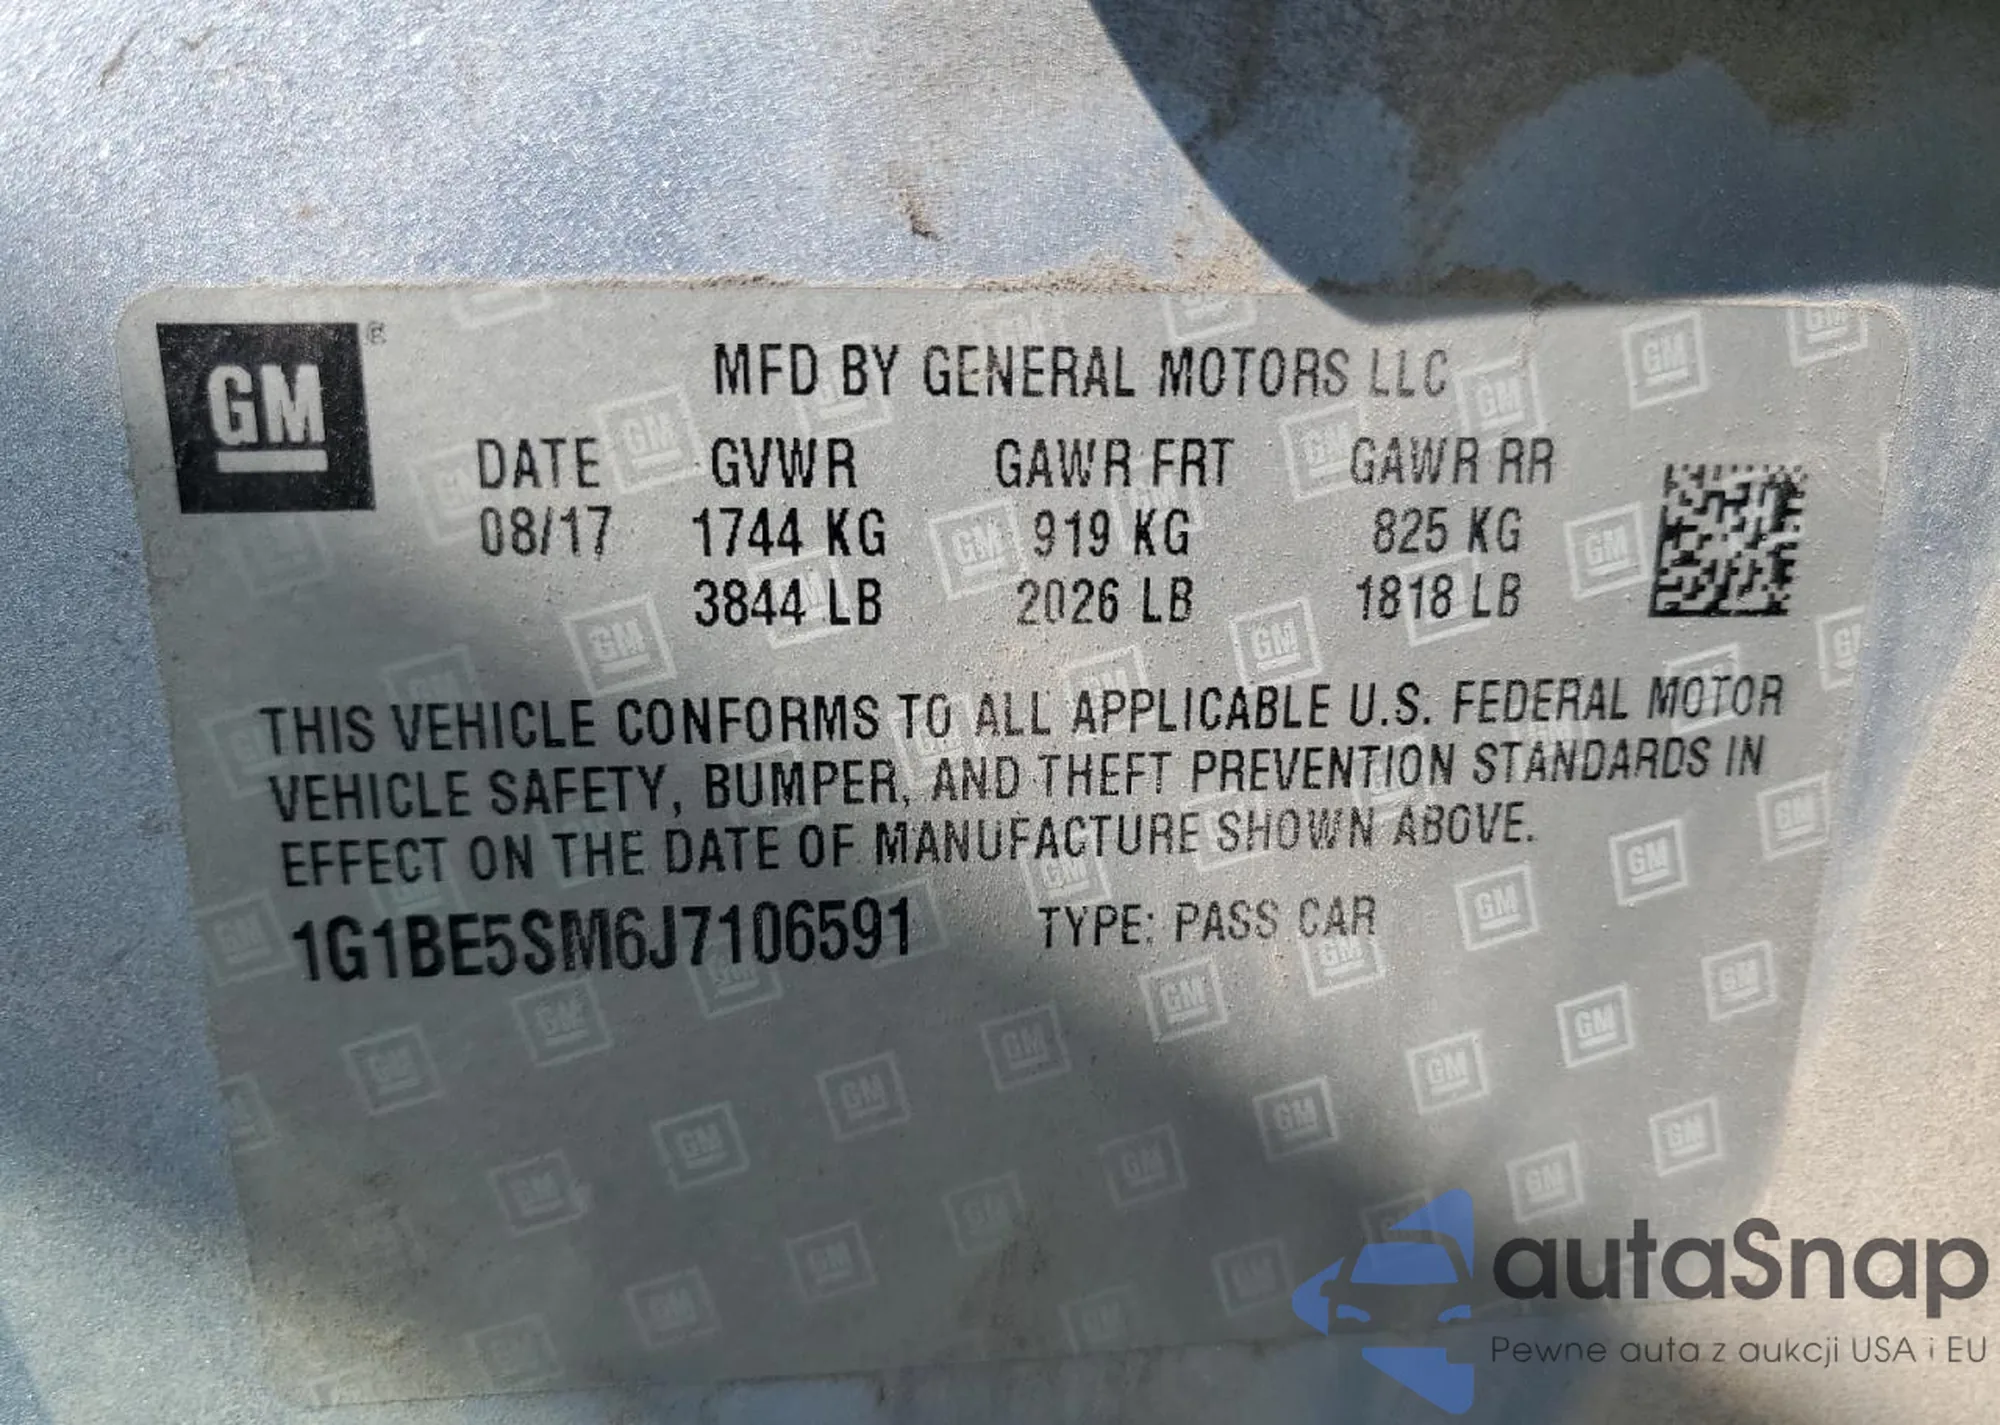 GM®
MFD BY GENERAL MOTORS LLC
DATE GVWR GAWR FRT GAWR RR
08/17 1744 KG 919 KG 825 KG
3844 LB 2026 LB 1818 LB
THIS VEHICLE CONFORMS TO ALL APPLICABLE U.S. FEDERAL MOTOR
VEHICLE SAFETY, BUMPER, AND THEFT PREVENTION STANDARDS IN
EFFECT ON THE DATE OF MANUFACTURE SHOWN ABOVE.
1G1BE5SM6J7106591 TYPE: PASS CAR
autaSnap
Pewne auta z aukcji USA i EU